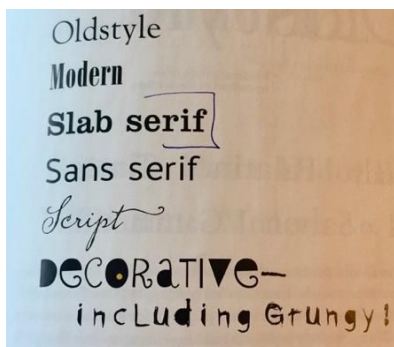 Oldstyle
Modern
Slab serif
Sans serif
Script
Decorative—
including Grungy!